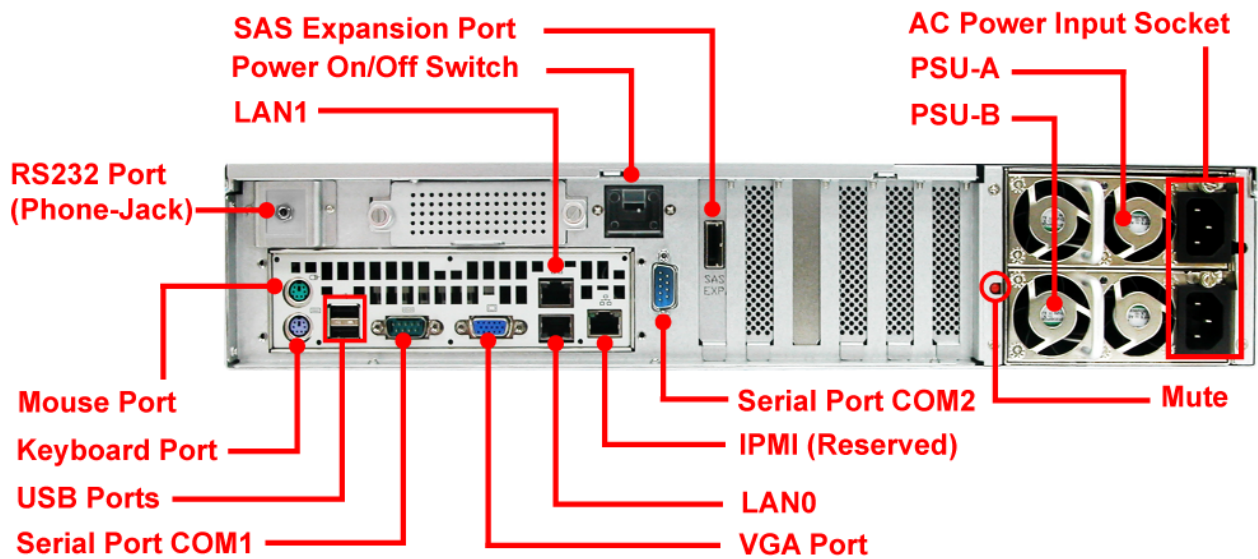 SAS Expansion Port
Power On/Off Switch
LAN1
RS232 Port
(Phone-Jack)
AC Power Input Socket
PSU-A
PSU-B
SAS
EXP.
Mouse Port
Keyboard Port
USB Ports
Serial Port COM1
Serial Port COM2
IPMI (Reserved)
LAN0
VGA Port
Mute